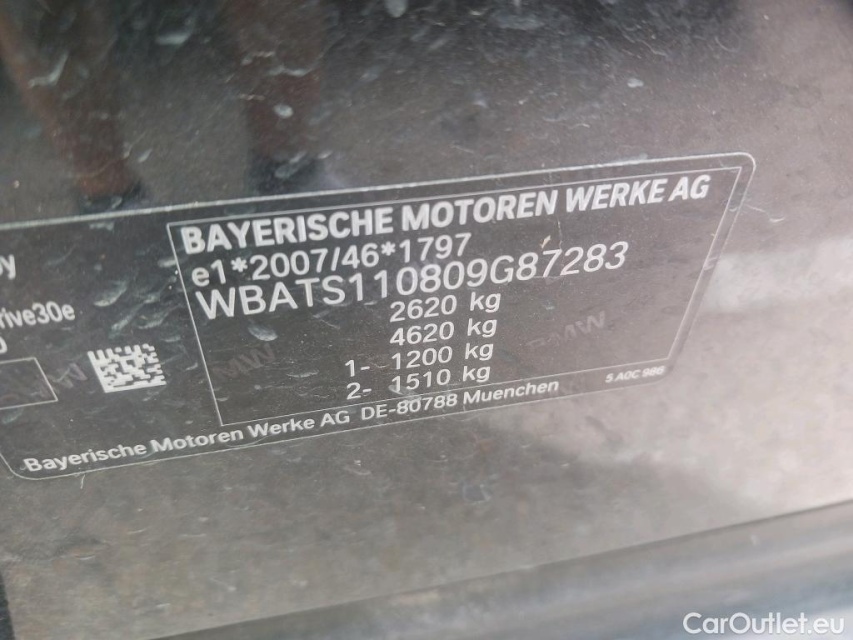 BAYERISCHE MOTOREN WERKE AG
e1*2007/46*1797
WBATS110809G87283
2620 kg
4620 kg
1- 1200 kg
2- 1510 kg
rive30e
BMW
5 A0C 986
Bayerische Motoren Werke AG DE-80788 Muenchen
CarOutlet.eu